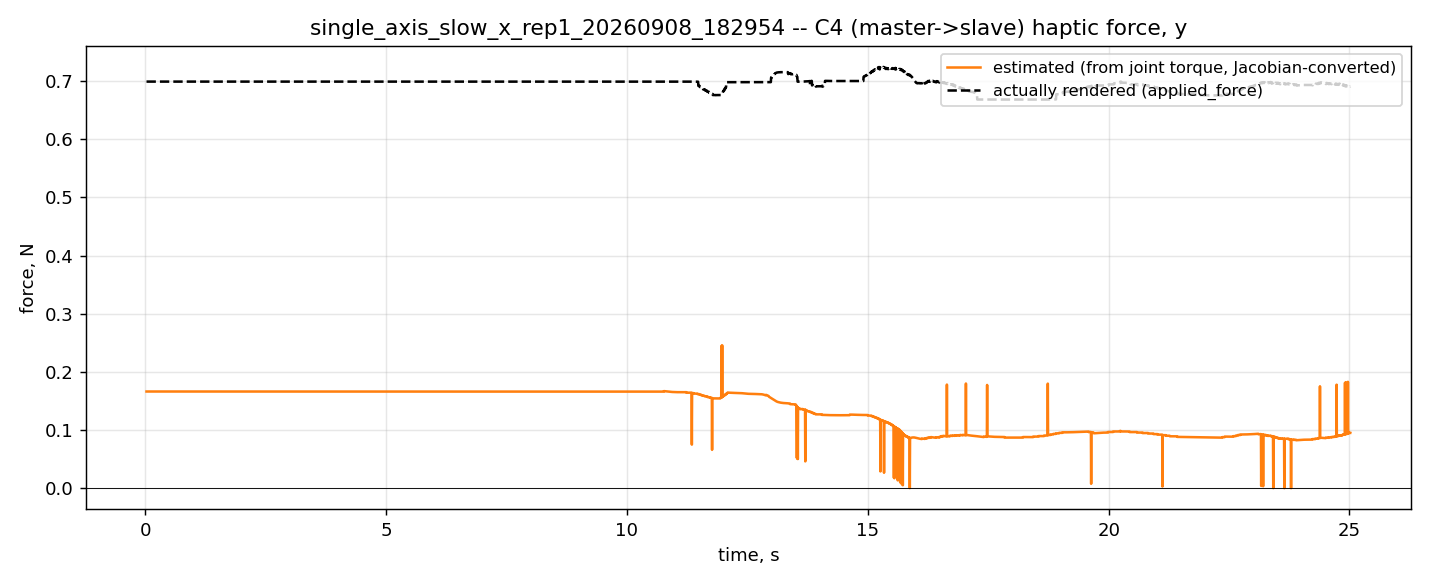 single_axis_slow_x_rep1_20260908_182954 -- C4 (master->slave) haptic force, y
estimated (from joint torque, Jacobian-converted)
actually rendered (applied_force)
force, N
0.7
0.6
0.5
0.4
0.3
0.2
0.1
0.0
0
5
10
15
20
25
time, s